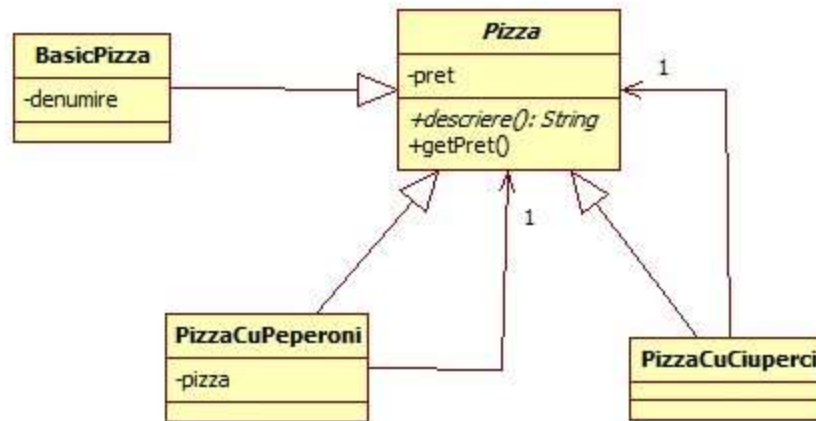 BasicPizza
-denumire
Pizza
-pret
+descriere(): String
+getPret()
1
1
PizzaCuPeperoni
-pizza
PizzaCuCiuperci